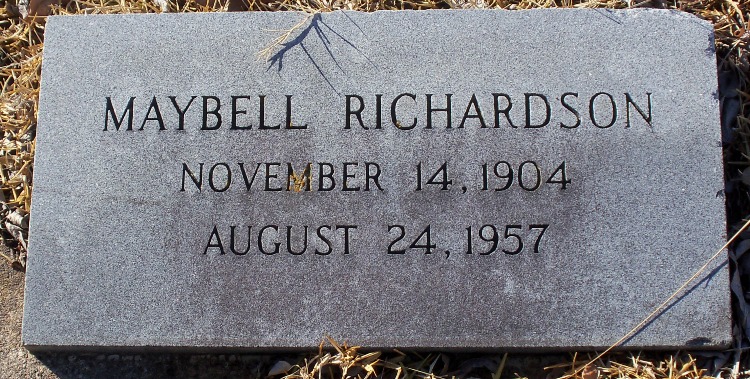 MAYBELL RICHARDSON
NOVEMBER 14, 1904
AUGUST 24, 1957